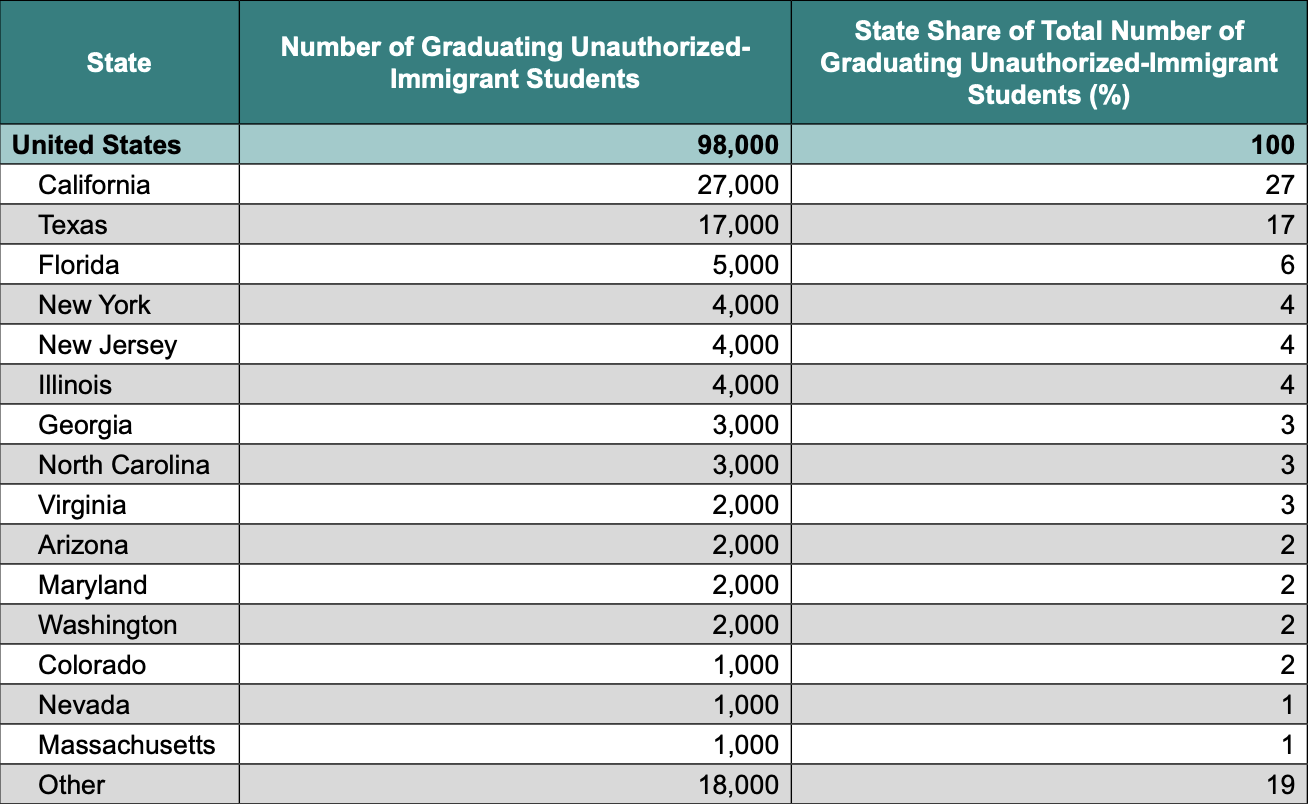 State
Number of Graduating Unauthorized-
Immigrant Students
State Share of Total Number of
Graduating Unauthorized-Immigrant
Students (%)
United States 98,000 100
California 27,000 27
Texas 17,000 17
Florida 5,000 6
New York 4,000 4
New Jersey 4,000 4
Illinois 4,000 4
Georgia 3,000 3
North Carolina 3,000 3
Virginia 2,000 3
Arizona 2,000 2
Maryland 2,000 2
Washington 2,000 2
Colorado 1,000 2
Nevada 1,000 1
Massachusetts 1,000 1
Other 18,000 19